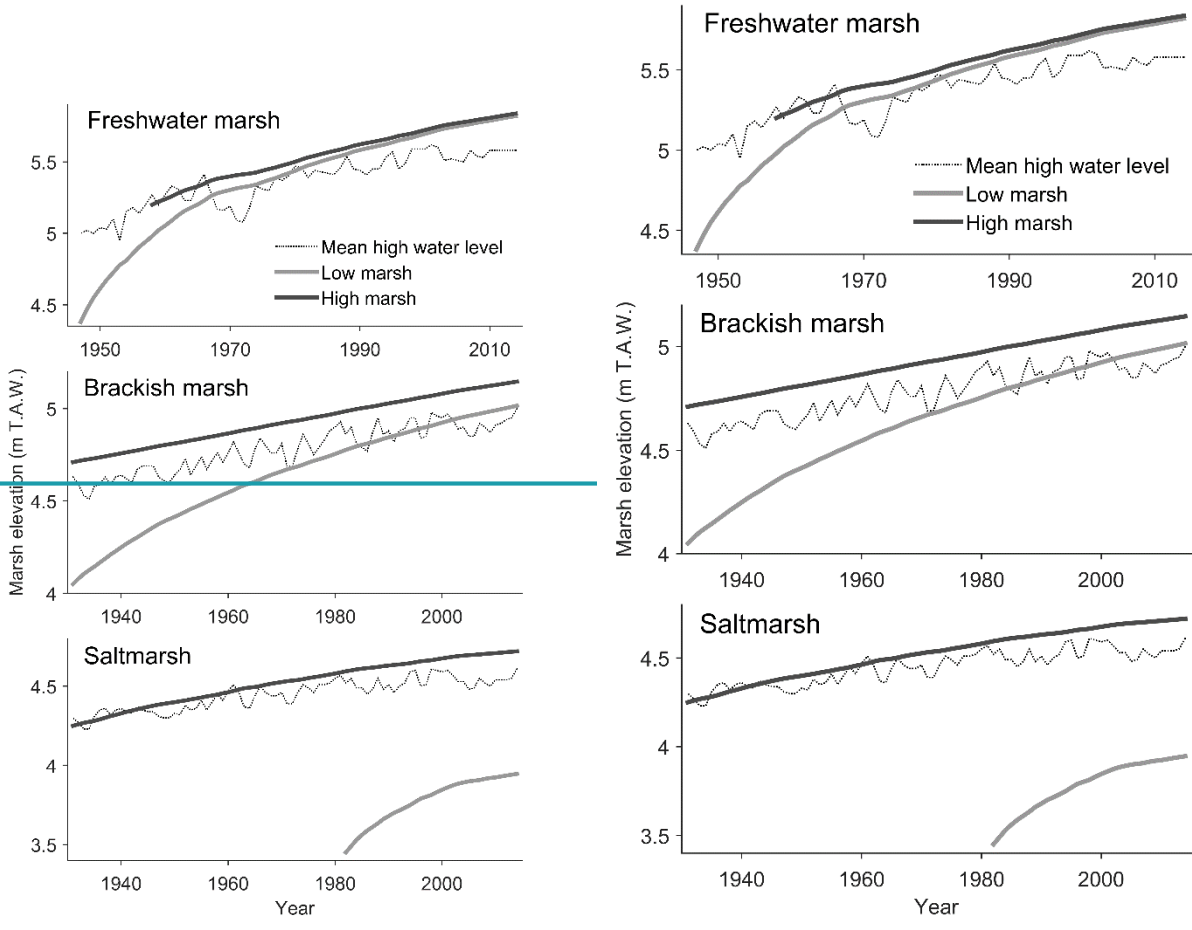 Freshwater marsh
5.5
5
4.5
Mean high water level
Low marsh
High marsh
1950 1970 1990 2010
Brackish marsh
5
4.5
4
1940 1960 1980 2000
Marsh elevation (m T.A.W.)
Saltmarsh
4.5
4
3.5
1940 1960 1980 2000
Year
Freshwater marsh
5.5
5
4.5
Mean high water level
Low marsh
High marsh
1950 1970 1990 2010
Brackish marsh
5
4.5
4
1940 1960 1980 2000
Marsh elevation (m T.A.W.)
Saltmarsh
4.5
4
3.5
1940 1960 1980 2000
Year